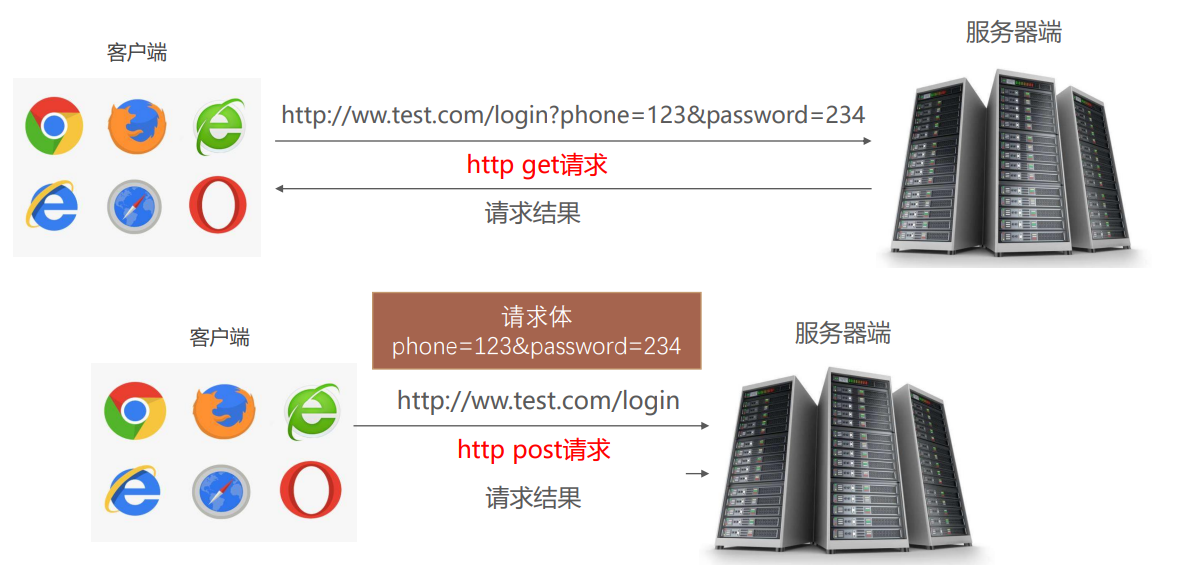 客户端
服务器端
http://ww.test.com/login?phone=123&password=234
http get请求
请求结果
请求体
phone=123&password=234
客户端
服务器端
http://ww.test.com/login
http post请求
请求结果